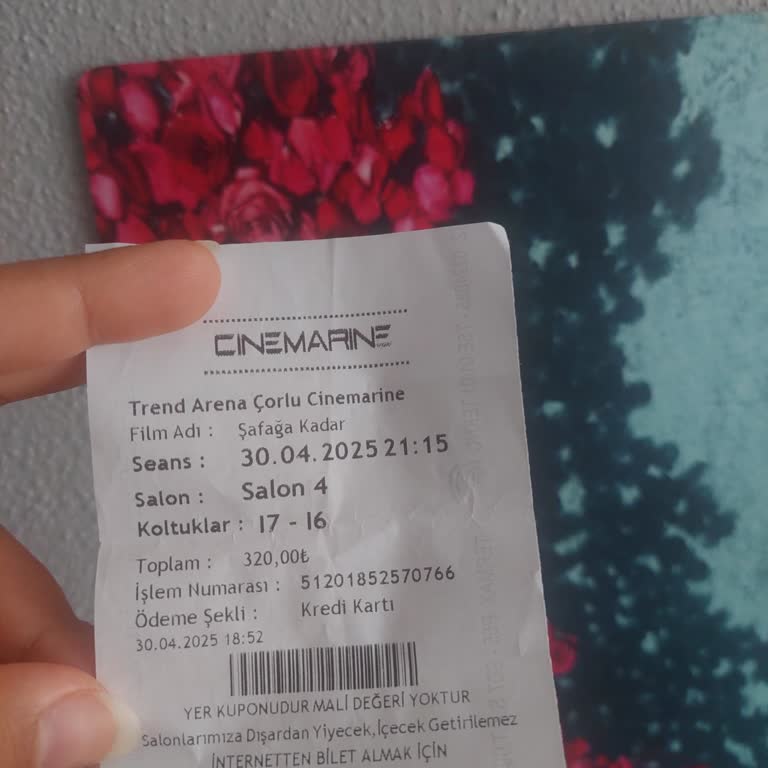 CINEMARINE
Trend Arena Çorlu Cinemarine
Film Adı : Şafağa Kadar
Seans : 30.04.2025 21:15
Salon : Salon 4
Koltuklar : I7 - I6
Toplam : 320,00₺
İşlem Numarası : 51201852570766
Ödeme Şekli : Kredi Kartı
30.04.2025 18:52
YER KUPONUDUR MALİ DEĞERİ YOKTUR
Salonlarımıza Dışardan Yiyecek,İçecek Getirilemez
İNTERNETTEN BİLET ALMAK İÇİN